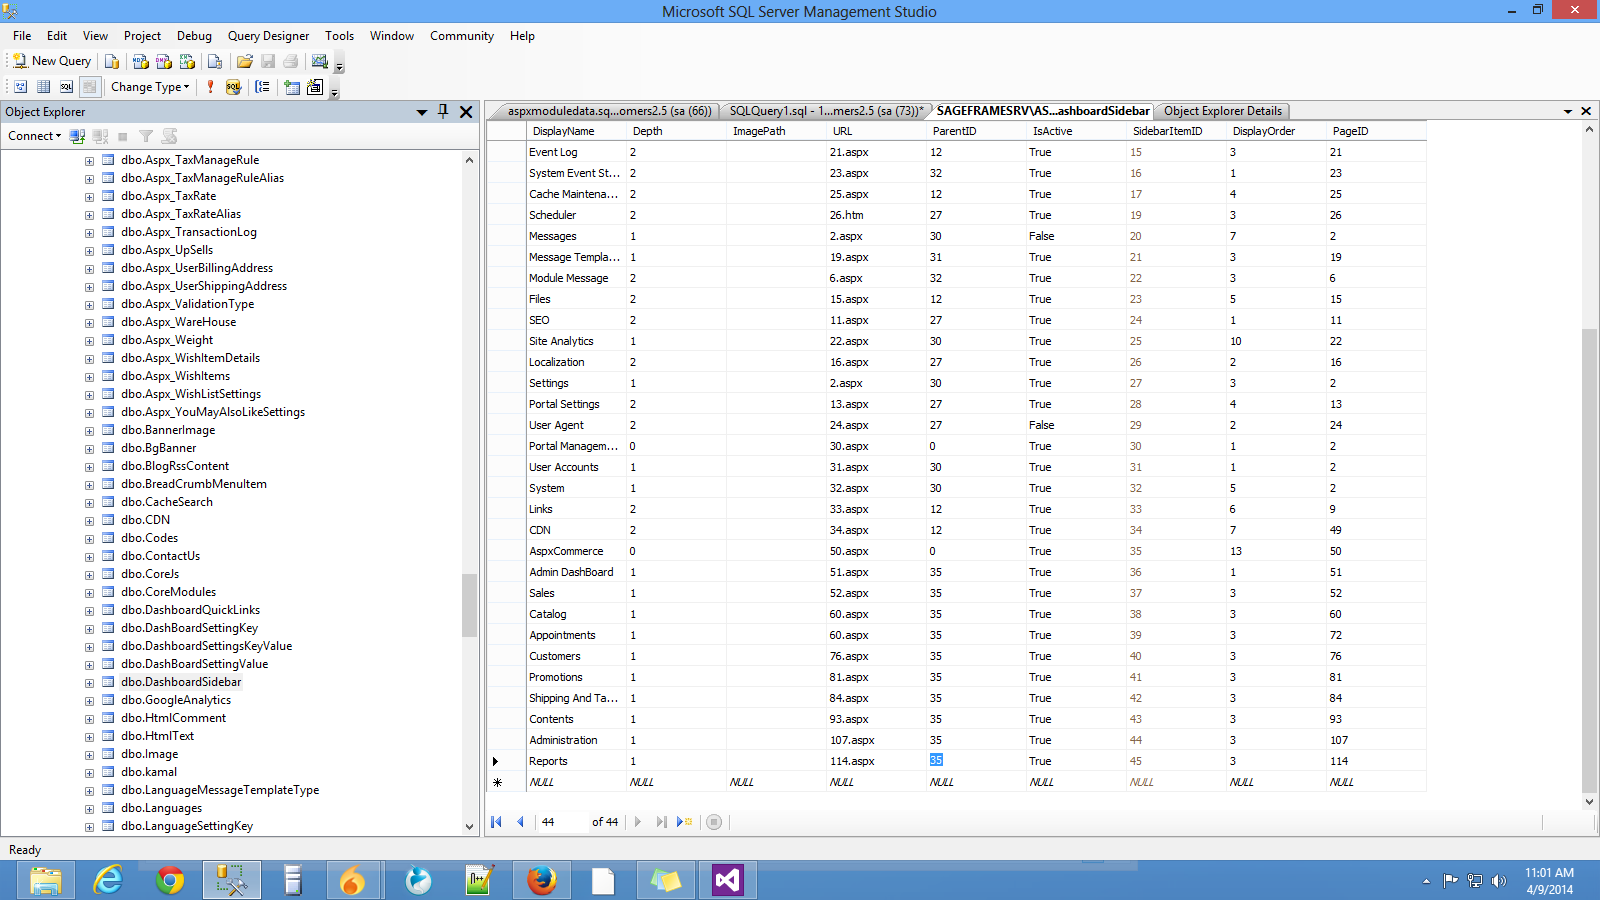 Microsoft SQL Server Management Studio
File Edit View Project Debug Query Designer Tools Window Community Help
New Query
Change Type
Object Explorer
Connect
dbo.Aspx_TaxManageRule
dbo.Aspx_TaxManageRuleAlias
dbo.Aspx_TaxRate
dbo.Aspx_TaxRateAlias
dbo.Aspx_TransactionLog
dbo.Aspx_UpSells
dbo.Aspx_UserBillingAddress
dbo.Aspx_UserShippingAddress
dbo.Aspx_ValidationType
dbo.Aspx_WareHouse
dbo.Aspx_Weight
dbo.Aspx_WishItemDetails
dbo.Aspx_WishItems
dbo.Aspx_WishListSettings
dbo.Aspx_YouMayAlsoLikeSettings
dbo.BannerImage
dbo.BgBanner
dbo.BlogRssContent
dbo.BreadCrumbMenuItem
dbo.CacheSearch
dbo.CDN
dbo.Codes
dbo.ContactUs
dbo.CoreJs
dbo.CoreModules
dbo.DashboardQuickLinks
dbo.DashBoardSettingKey
dbo.DashboardSettingsKeyValue
dbo.DashBoardSettingValue
dbo.DashboardSidebar
dbo.GoogleAnalytics
dbo.HtmlComment
dbo.HtmlText
dbo.Image
dbo.kamal
dbo.LanguageMessageTemplateType
dbo.Languages
dbo.LanguageSettingKey
aspxmoduledata.sq...omers2.5 (sa (66)) SQLQuery1.sql - 1...mers2.5 (sa (73))* SAGEFRAMESRV\AS...ashboardSidebar Object Explorer Details
DisplayName Depth ImagePath URL ParentID IsActive SidebarItemID DisplayOrder PageID
Event Log 2 21.aspx 12 True 15 3 21
System Event St... 2 23.aspx 32 True 16 1 23
Cache Maintena... 2 25.aspx 12 True 17 4 25
Scheduler 2 26.htm 27 True 19 3 26
Messages 1 2.aspx 30 False 20 7 2
Message Templa... 1 19.aspx 31 True 21 3 19
Module Message 2 6.aspx 32 True 22 3 6
Files 2 15.aspx 12 True 23 5 15
SEO 2 11.aspx 27 True 24 1 11
Site Analytics 1 22.aspx 30 True 25 10 22
Localization 2 16.aspx 27 True 26 2 16
Settings 1 2.aspx 30 True 27 3 2
Portal Settings 2 13.aspx 27 True 28 4 13
User Agent 2 24.aspx 27 False 29 2 24
Portal Managem... 0 30.aspx 0 True 30 1 2
User Accounts 1 31.aspx 30 True 31 1 2
System 1 32.aspx 30 True 32 5 2
Links 2 33.aspx 12 True 33 6 9
CDN 2 34.aspx 12 True 34 7 49
AspxCommerce 0 50.aspx 0 True 35 13 50
Admin DashBoard 1 51.aspx 35 True 36 1 51
Sales 1 52.aspx 35 True 37 3 52
Catalog 1 60.aspx 35 True 38 3 60
Appointments 1 60.aspx 35 True 39 3 72
Customers 1 76.aspx 35 True 40 3 76
Promotions 1 81.aspx 35 True 41 3 81
Shipping And Ta... 1 84.aspx 35 True 42 3 84
Contents 1 93.aspx 35 True 43 3 93
Administration 1 107.aspx 35 True 44 3 107
Reports 1 114.aspx 35 True 45 3 114
NULL NULL NULL NULL NULL NULL NULL NULL NULL
44 of 44
Ready
11:01 AM
4/9/2014